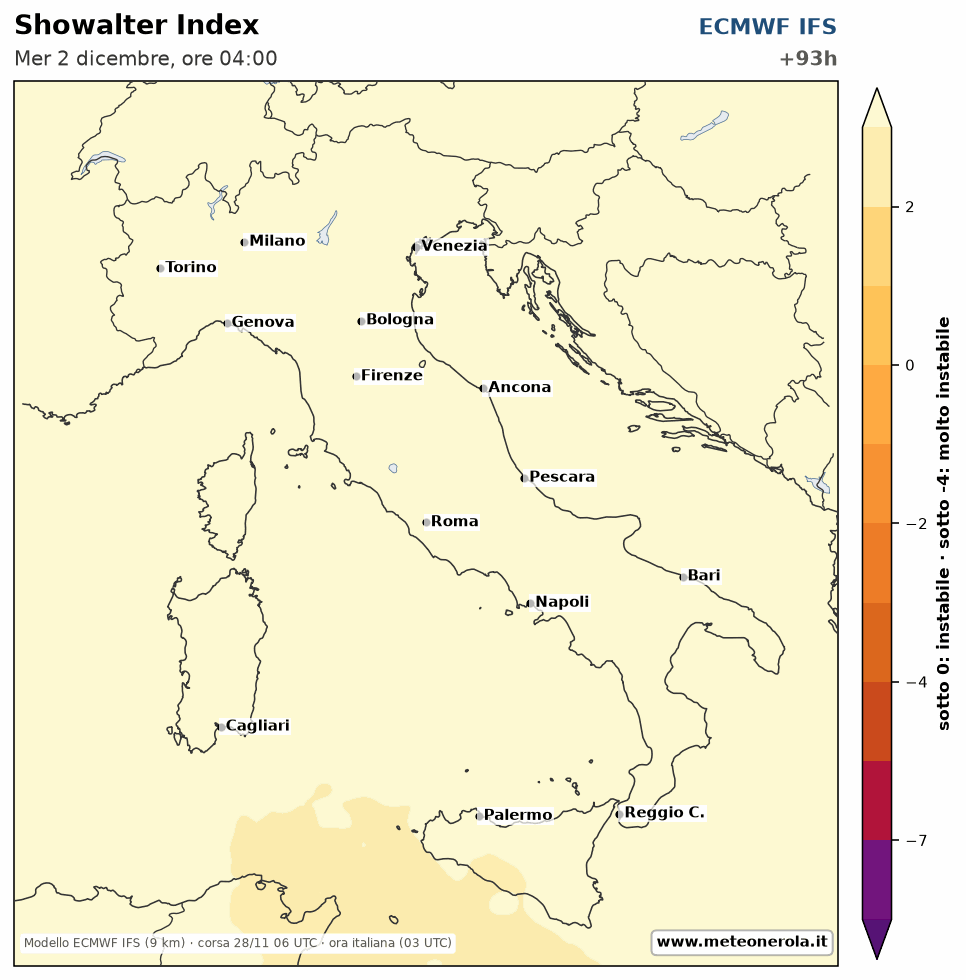 Showalter Index
ECMWF IFS
Mer 2 dicembre, ore 04:00
+93h
Milano
Venezia
Torino
Genova
Bologna
Firenze
Ancona
Pescara
Roma
Bari
Napoli
Cagliari
Palermo
Reggio C.
2
0
−2
−4
−7
sotto 0: instabile · sotto -4: molto instabile
Modello ECMWF IFS (9 km) · corsa 28/11 06 UTC · ora italiana (03 UTC)
www.meteonerola.it